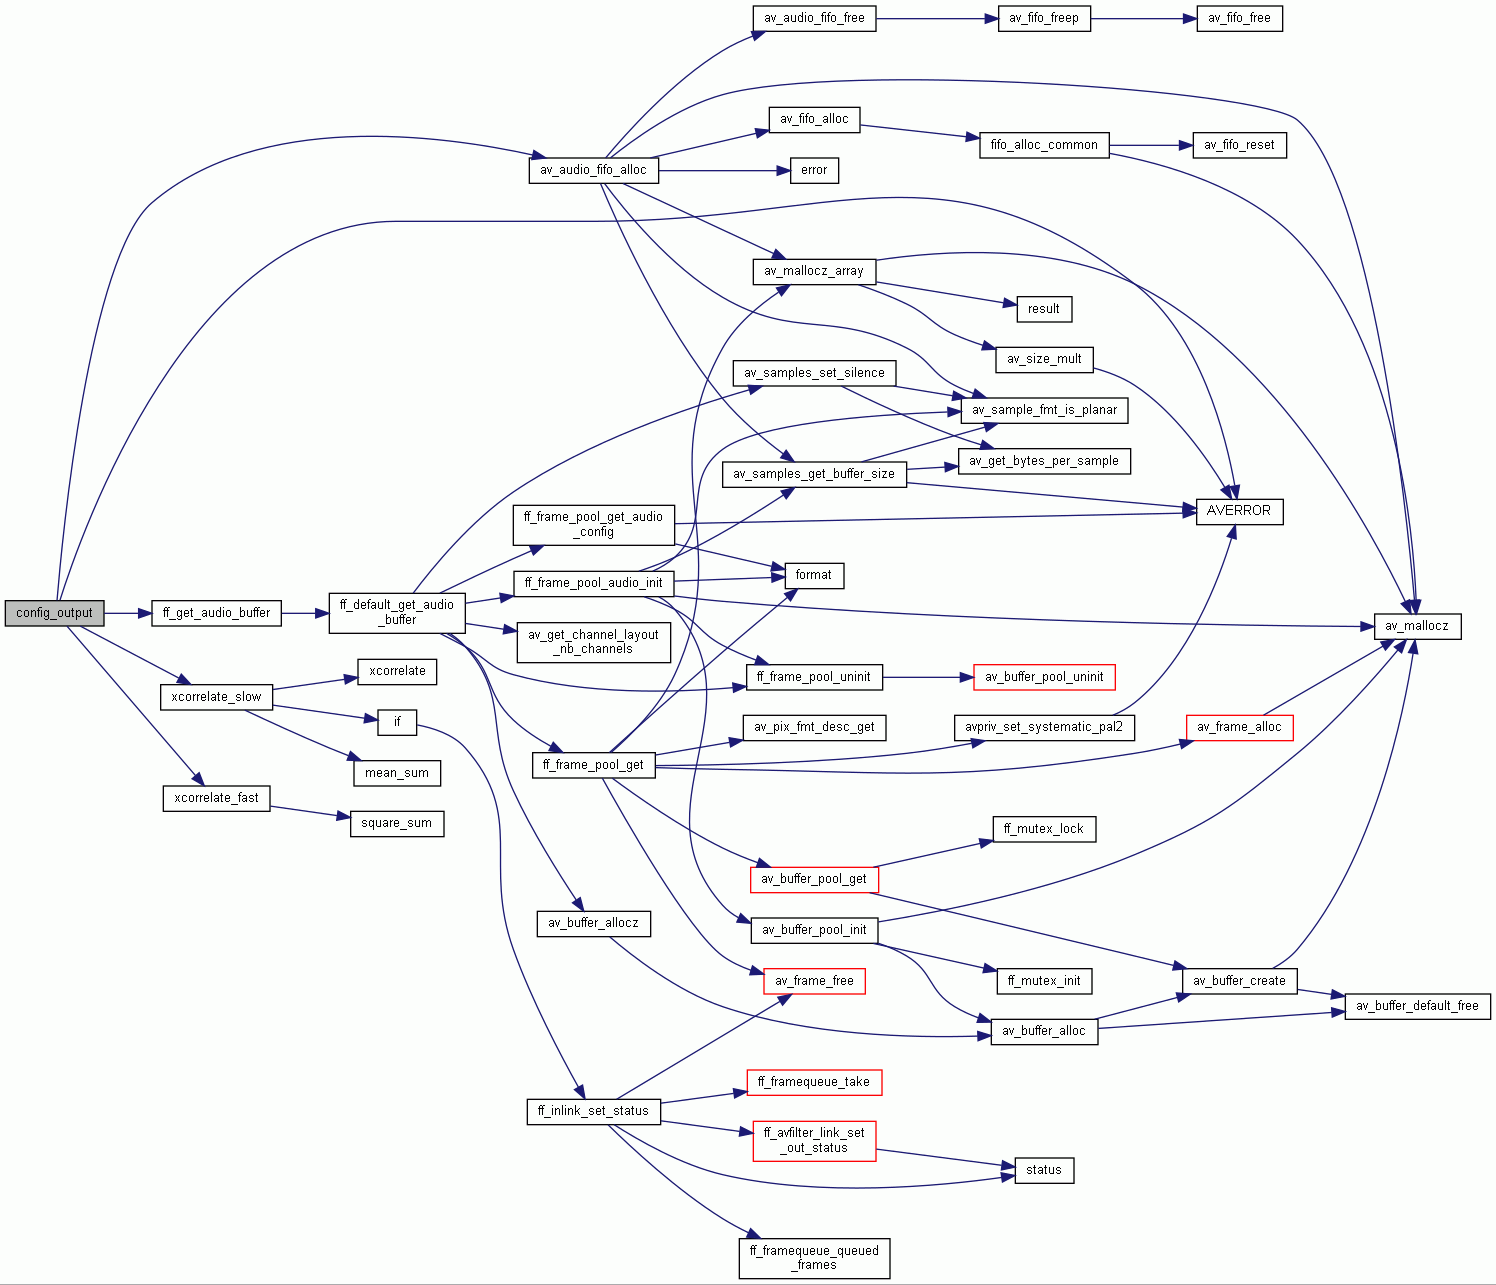 av_audio_fifo_free
av_fifo_freep
av_fifo_free
av_fifo_alloc
fifo_alloc_common
av_fifo_reset
av_audio_fifo_alloc
error
av_mallocz_array
result
av_size_mult
av_samples_set_silence
av_sample_fmt_is_planar
av_samples_get_buffer_size
av_get_bytes_per_sample
ff_frame_pool_get_audio
_config
AVERROR
ff_frame_pool_audio_init
format
config_output
ff_get_audio_buffer
ff_default_get_audio
_buffer
av_get_channel_layout
_nb_channels
av_mallocz
xcorrelate
ff_frame_pool_uninit
av_buffer_pool_uninit
xcorrelate_slow
if
av_pix_fmt_desc_get
avpriv_set_systematic_pal2
av_frame_alloc
mean_sum
ff_frame_pool_get
xcorrelate_fast
square_sum
ff_mutex_lock
av_buffer_pool_get
av_buffer_allocz
av_buffer_pool_init
av_frame_free
ff_mutex_init
av_buffer_create
av_buffer_default_free
av_buffer_alloc
ff_framequeue_take
ff_inlink_set_status
ff_avfilter_link_set
_out_status
status
ff_framequeue_queued
_frames